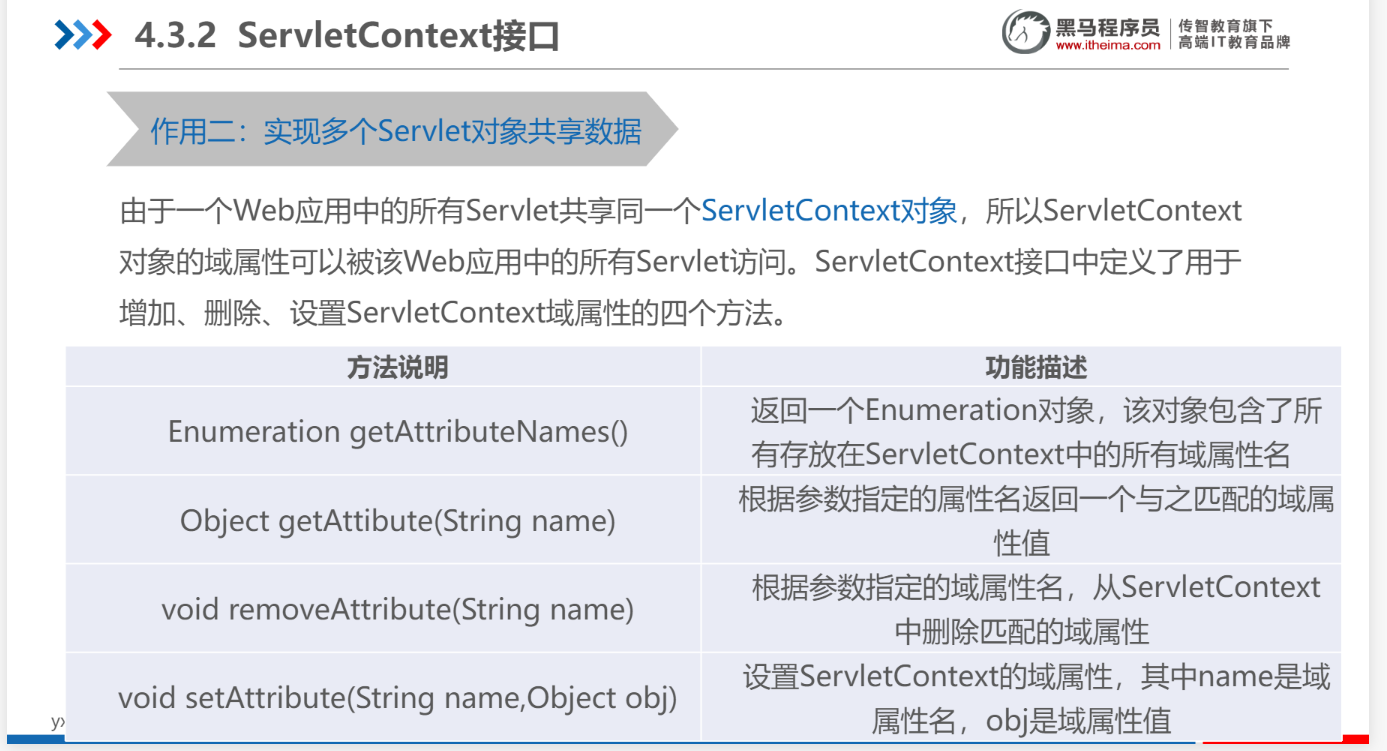 4.3.2 ServletContext接口
黑马程序员
www.itheima.com
传智教育旗下
高端IT教育品牌
作用二：实现多个Servlet对象共享数据
由于一个Web应用中的所有Servlet共享同一个ServletContext对象，所以ServletContext
对象的域属性可以被该Web应用中的所有Servlet访问。ServletContext接口中定义了用于
增加、删除、设置ServletContext域属性的四个方法。
方法说明
功能描述
Enumeration getAttributeNames()
返回一个Enumeration对象，该对象包含了所
有存放在ServletContext中的所有域属性名
Object getAttibute(String name)
根据参数指定的属性名返回一个与之匹配的域属
性值
void removeAttribute(String name)
根据参数指定的域属性名，从ServletContext
中删除匹配的域属性
void setAttribute(String name,Object obj)
设置ServletContext的域属性，其中name是域
属性名，obj是域属性值